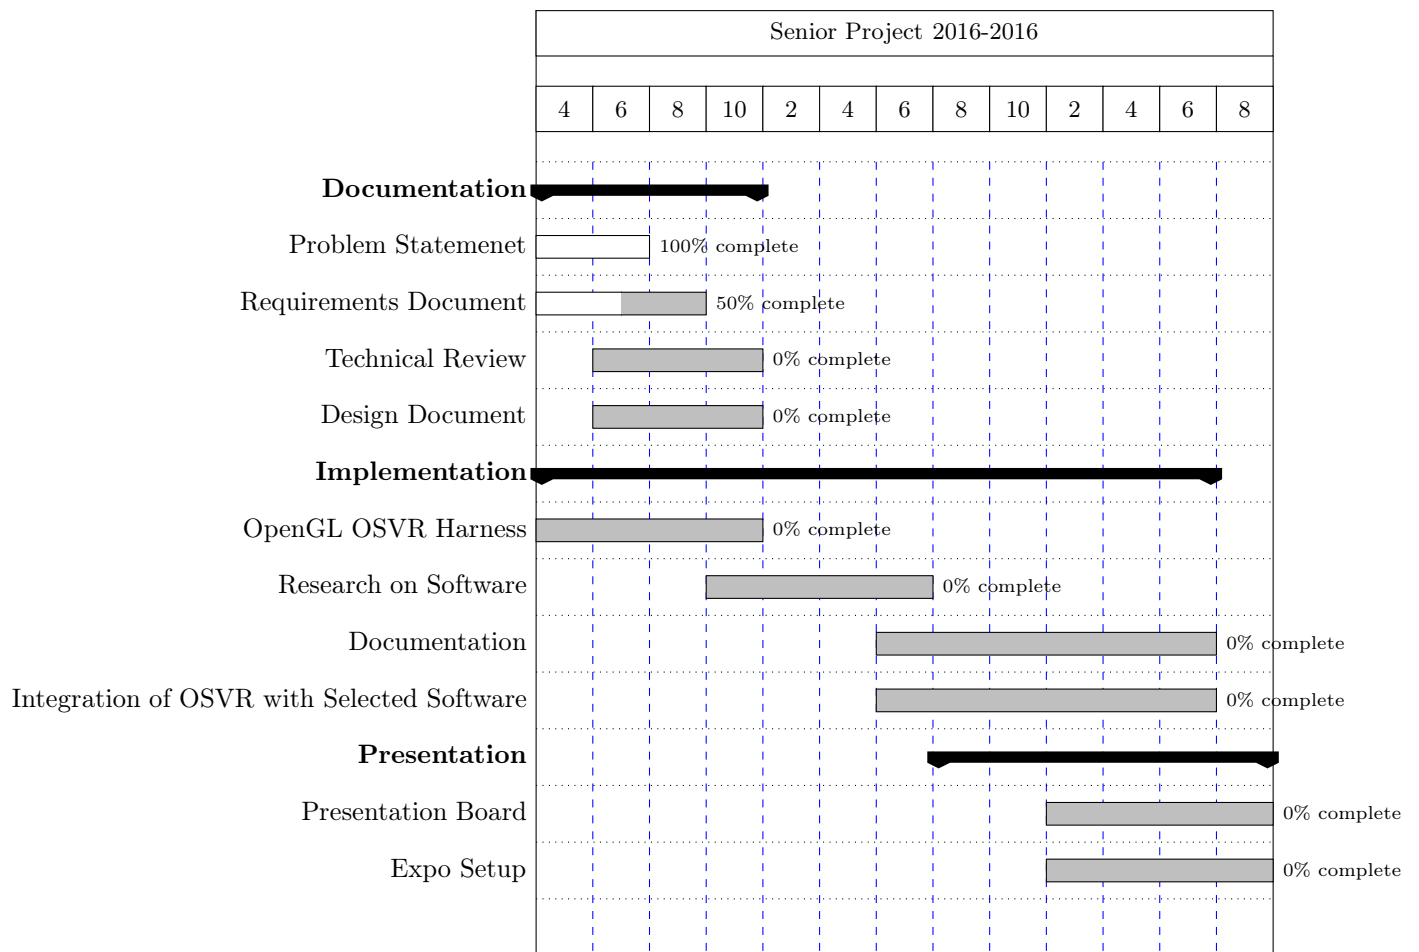 Senior Project 2016-2016
4 6 8 10 2 4 6 8 10 2 4 6 8
Documentation
Problem Statemenet 100% complete
Requirements Document 50% complete
Technical Review 0% complete
Design Document 0% complete
Implementation
OpenGL OSVR Harness 0% complete
Research on Software 0% complete
Documentation 0% complete
Integration of OSVR with Selected Software 0% complete
Presentation
Presentation Board 0% complete
Expo Setup 0% complete